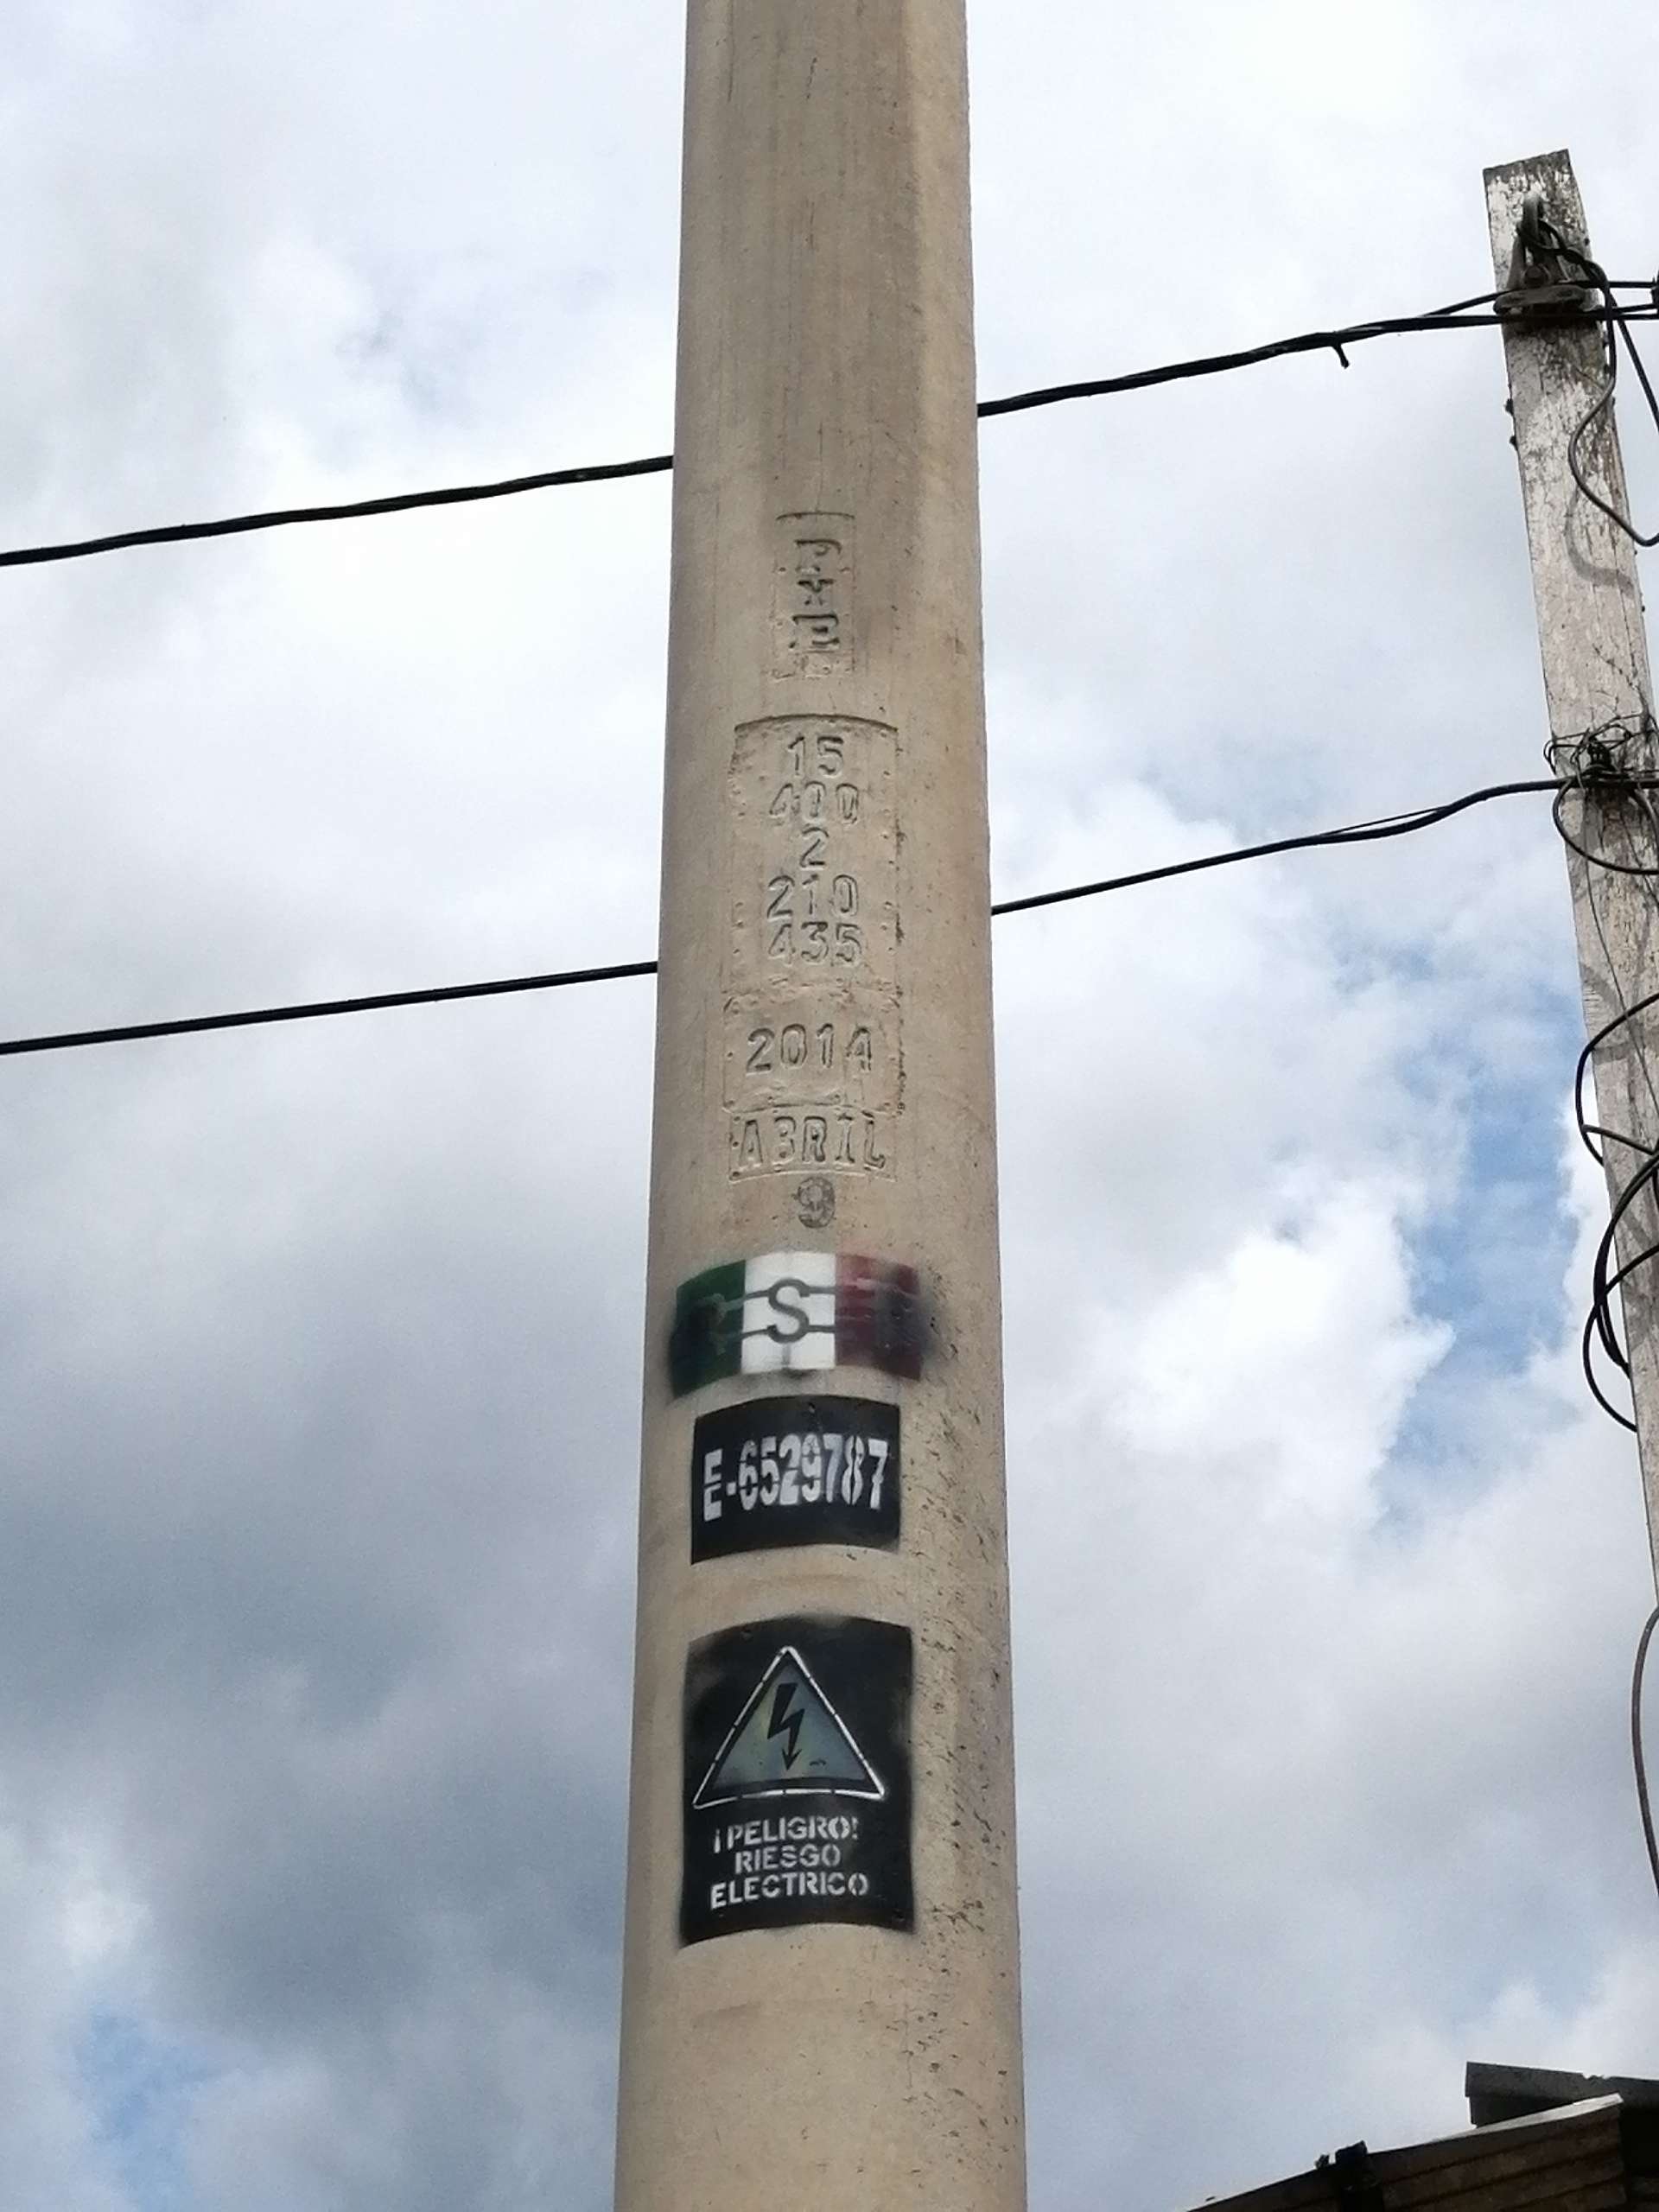 15
400
2
210
435
2014
ABRIL
9
S
E-6529787
¡PELIGRO!
RIESGO
ELECTRICO